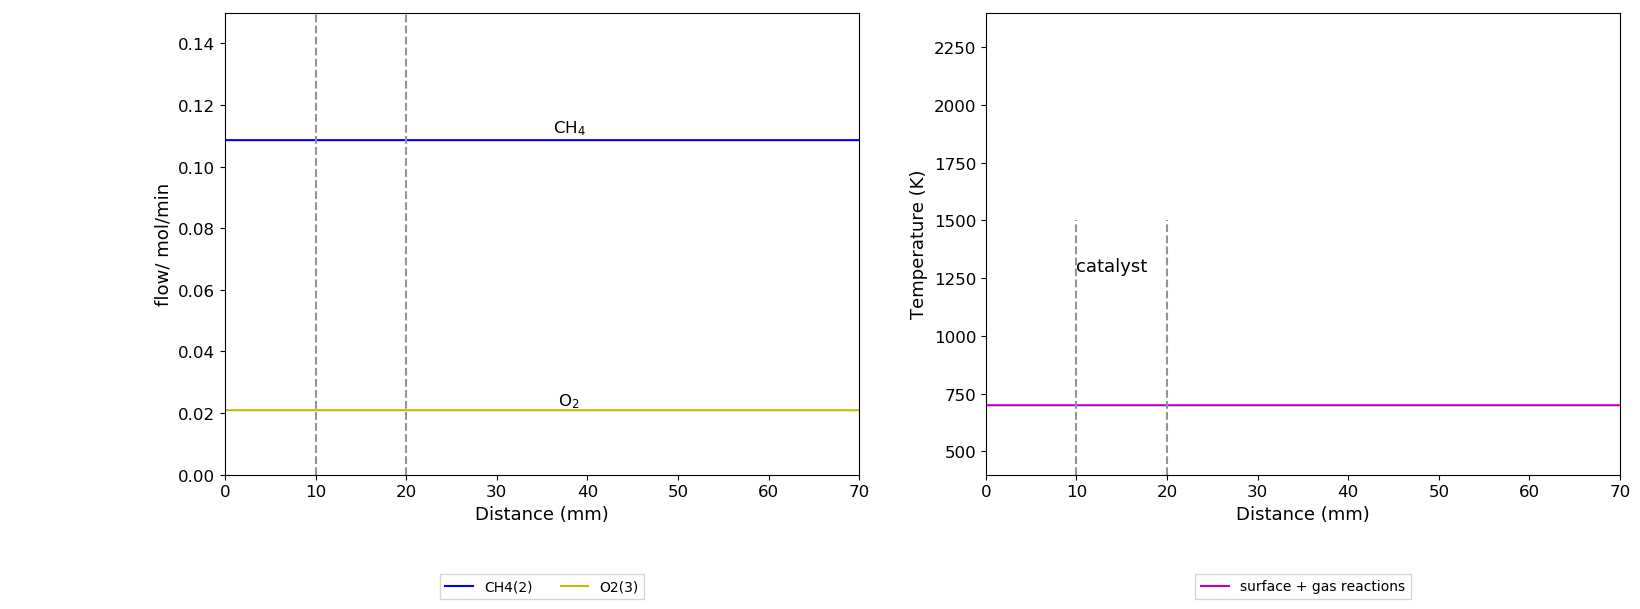 0.14
0.12
0.10
0.08
0.06
0.04
0.02
0.00
flow/ mol/min
CH₄
O₂
0 10 20 30 40 50 60 70
Distance (mm)
CH4(2) O2(3)
2250
2000
1750
1500
1250
1000
750
500
Temperature (K)
catalyst
0 10 20 30 40 50 60 70
Distance (mm)
surface + gas reactions